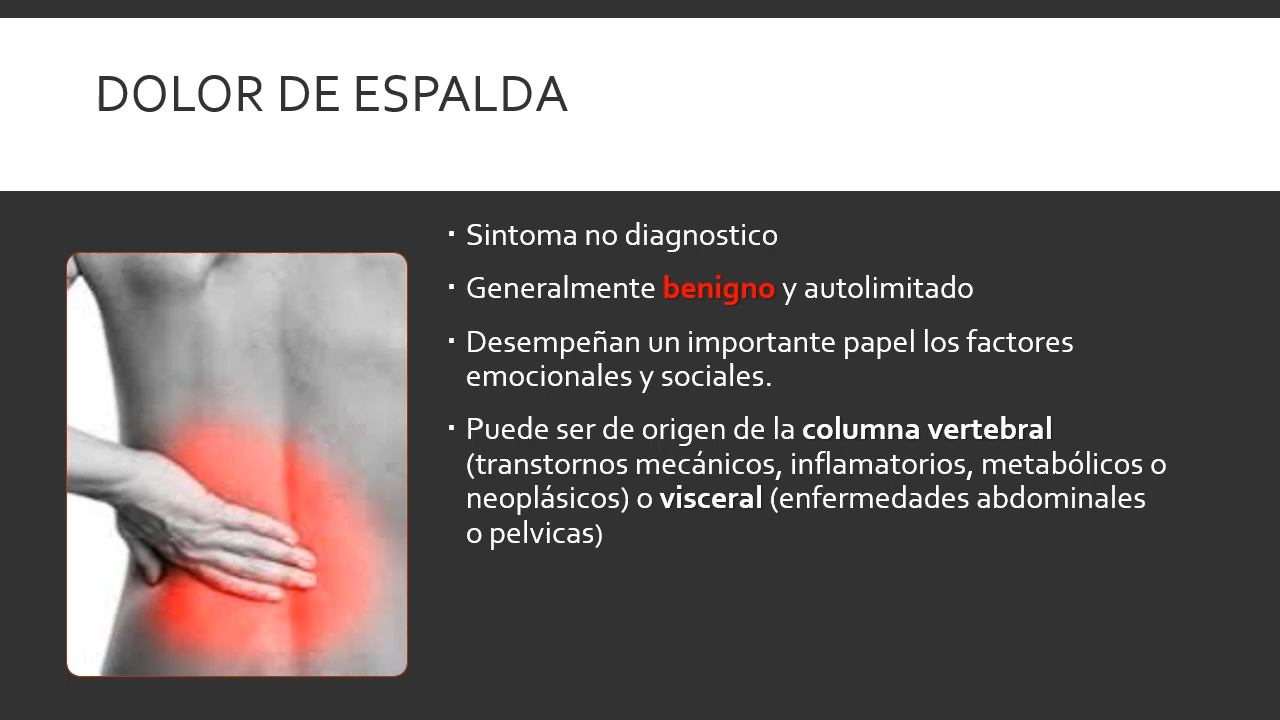 DOLOR DE ESPALDA
▪ Sintoma no diagnostico
▪ Generalmente benigno y autolimitado
▪ Desempeñan un importante papel los factores
emocionales y sociales.
▪ Puede ser de origen de la columna vertebral
(transtornos mecánicos, inflamatorios, metabólicos o
neoplásicos) o visceral (enfermedades abdominales
o pelvicas)